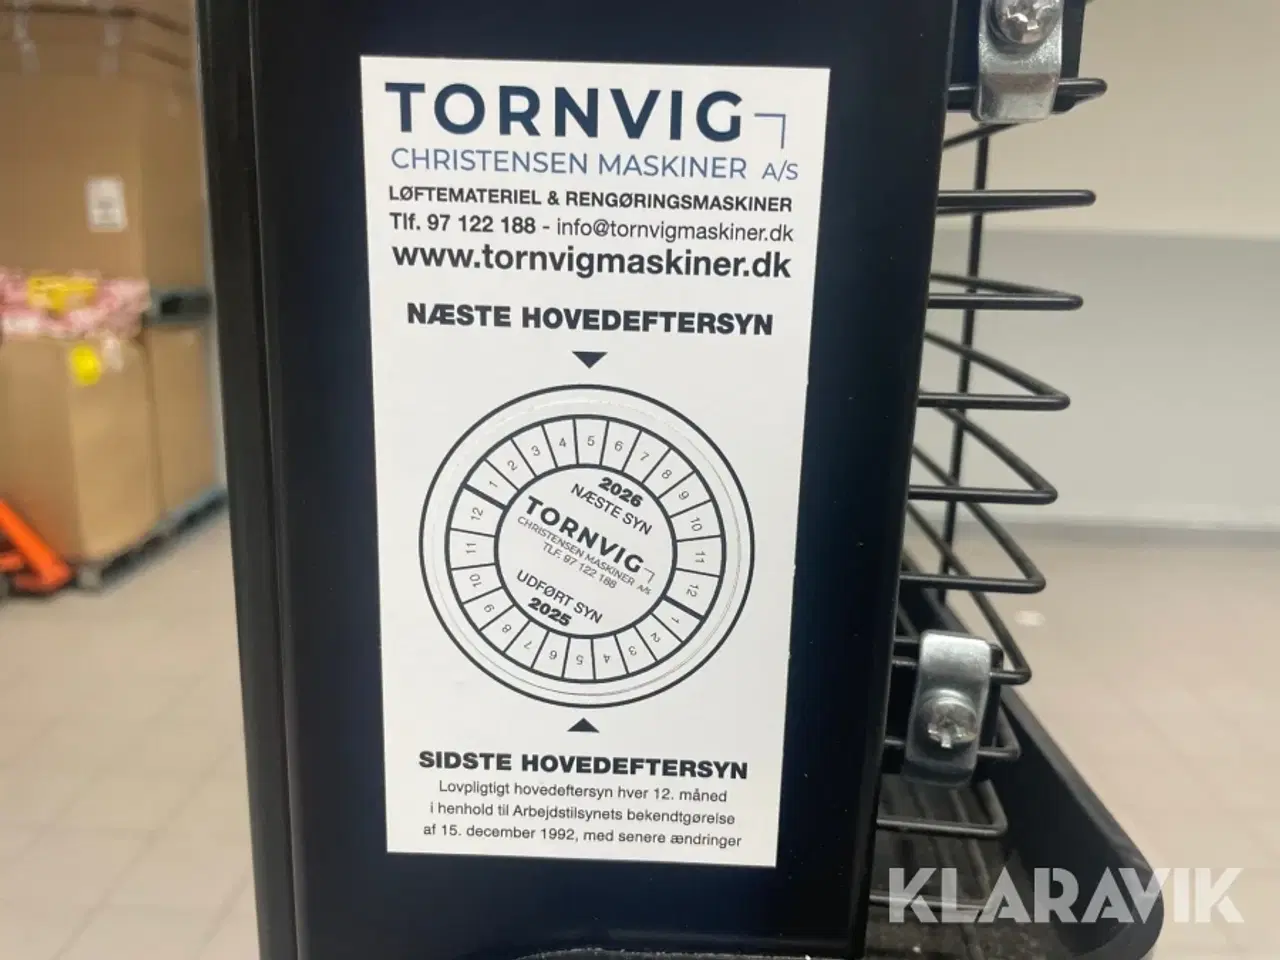 TORNVIG
CHRISTENSEN MASKINER A/S
LØFTEMATERIEL & RENGØRINGSMASKINER
Tlf. 97 122 188 - info@tornvigmaskiner.dk
www.tornvigmaskiner.dk
NÆSTE HOVEDEFTERSYN
1 2 3 4 5 6 7 8 9 10 11 12
2026
NÆSTE SYN
TORNVIG
CHRISTENSEN MASKINER A/S
TLF. 97 122 188
UDFØRT SYN
2025
1 2 3 4 5 6 7 8 9 10 11 12
SIDSTE HOVEDEFTERSYN
Lovpligtigt hovedeftersyn hver 12. måned
i henhold til Arbejdstilsynets bekendtgørelse
af 15. december 1992, med senere ændringer
KLARAVIK